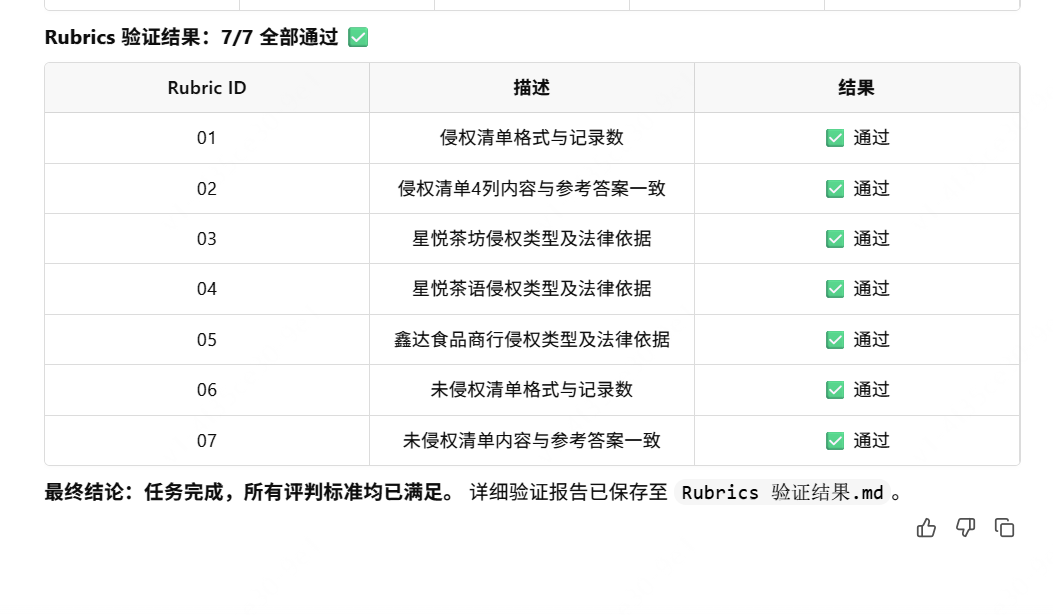 Rubrics 验证结果：7/7 全部通过 ✅
Rubric ID 描述 结果
01 侵权清单格式与记录数 ✅ 通过
02 侵权清单4列内容与参考答案一致 ✅ 通过
03 星悦茶坊侵权类型及法律依据 ✅ 通过
04 星悦茶语侵权类型及法律依据 ✅ 通过
05 鑫达食品商行侵权类型及法律依据 ✅ 通过
06 未侵权清单格式与记录数 ✅ 通过
07 未侵权清单内容与参考答案一致 ✅ 通过
最终结论：任务完成，所有评判标准均已满足。 详细验证报告已保存至 Rubrics 验证结果.md 。